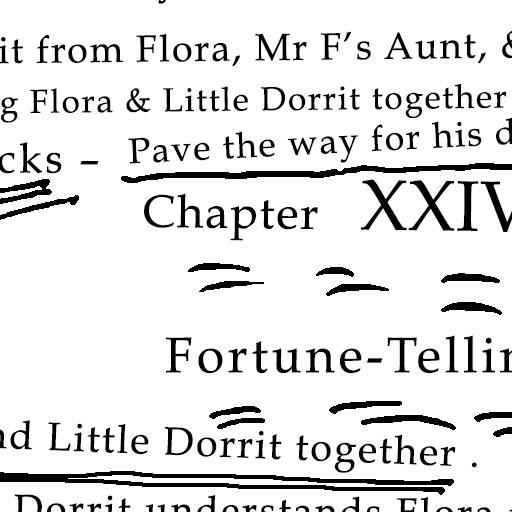 it from Flora, Mr F's Aunt, &
g Flora & Little Dorrit together
cks – Pave the way for his d
Chapter XXIV
Fortune-Tellin
nd Little Dorrit together .
Dorrit understands Flora